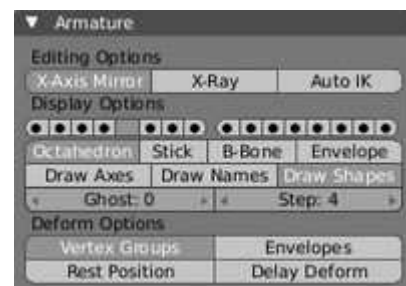 Armature
Editing Options
X-Axis Mirror X-Ray Auto IK
Display Options
Octahedron Stick B-Bone Envelope
Draw Axes Draw Names Draw Shapes
Ghost: 0 Step: 4
Deform Options
Vertex Groups Envelopes
Rest Position Delay Deform